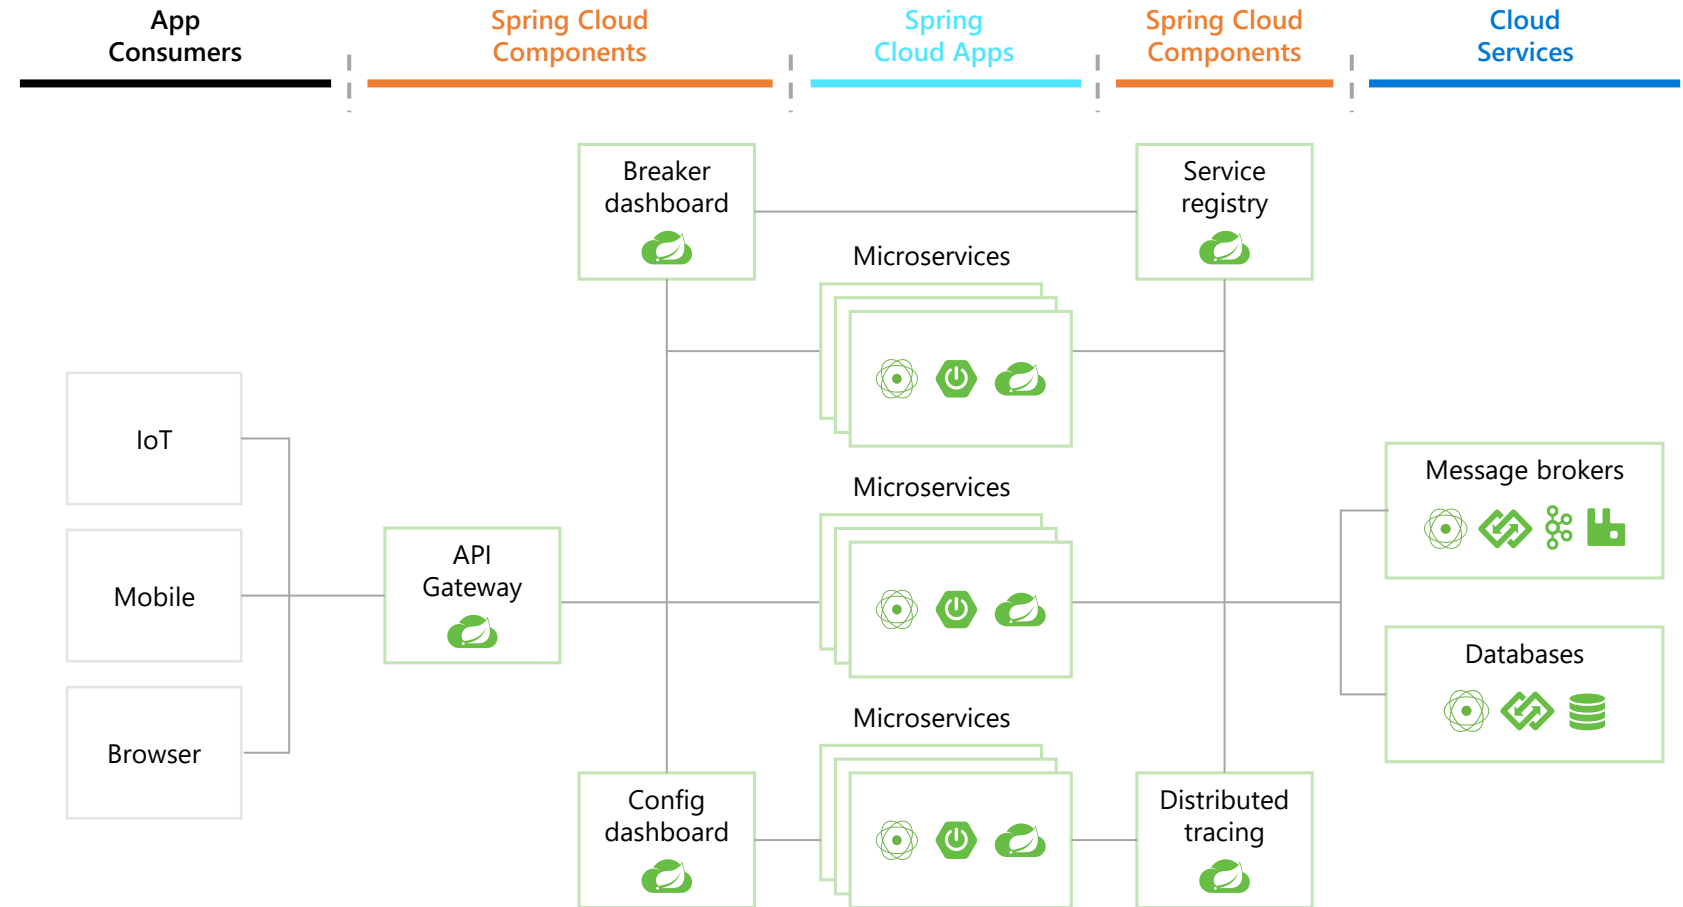 App
Consumers
Spring Cloud
Components
Spring
Cloud Apps
Spring Cloud
Components
Cloud
Services
Breaker
dashboard
Service
registry
Microservices
IoT
Mobile
Browser
API
Gateway
Microservices
Message brokers
Databases
Microservices
Config
dashboard
Distributed
tracing